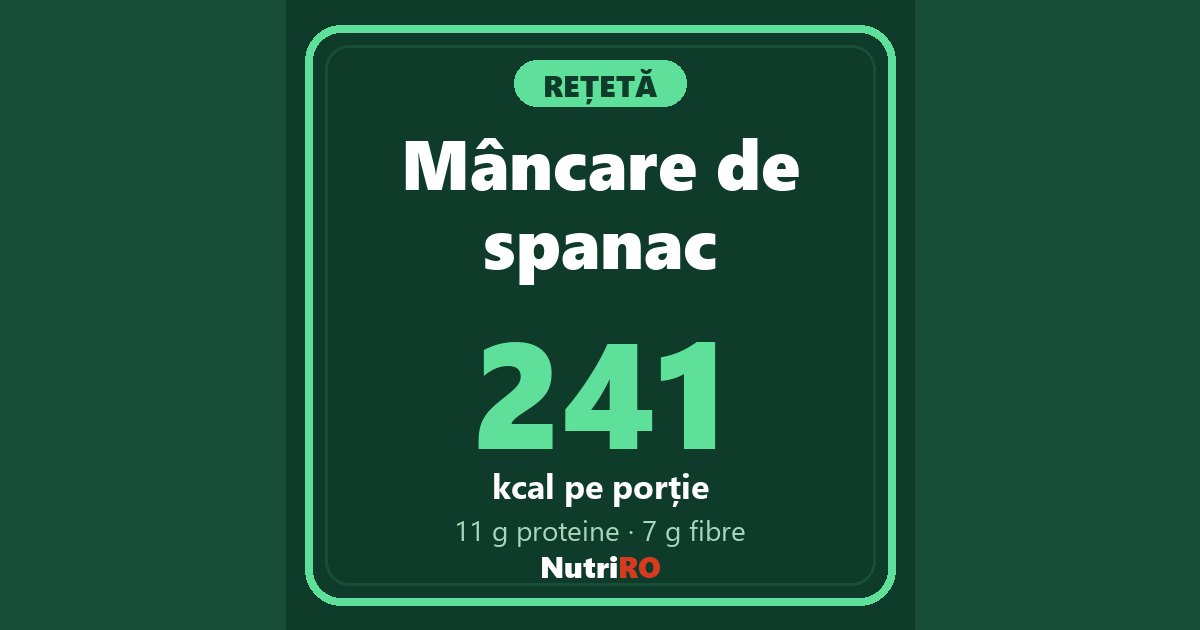 REȚETĂ
Mâncare de
spanac
241
kcal pe porție
11 g proteine · 7 g fibre
NutriRO